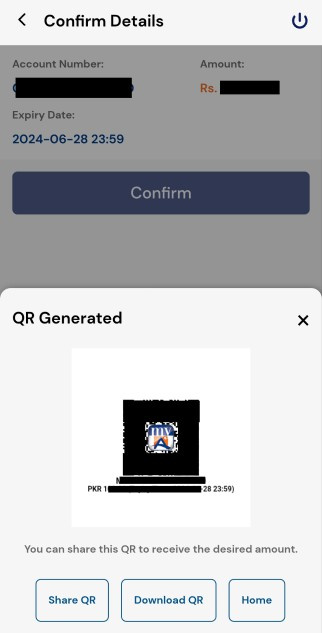 Confirm Details
Account Number:
Amount:
Rs.
Expiry Date:
2024-06-28 23:59
Confirm
QR Generated
PKR 1
-28 23:59)
You can share this QR to receive the desired amount.
Share QR
Download QR
Home